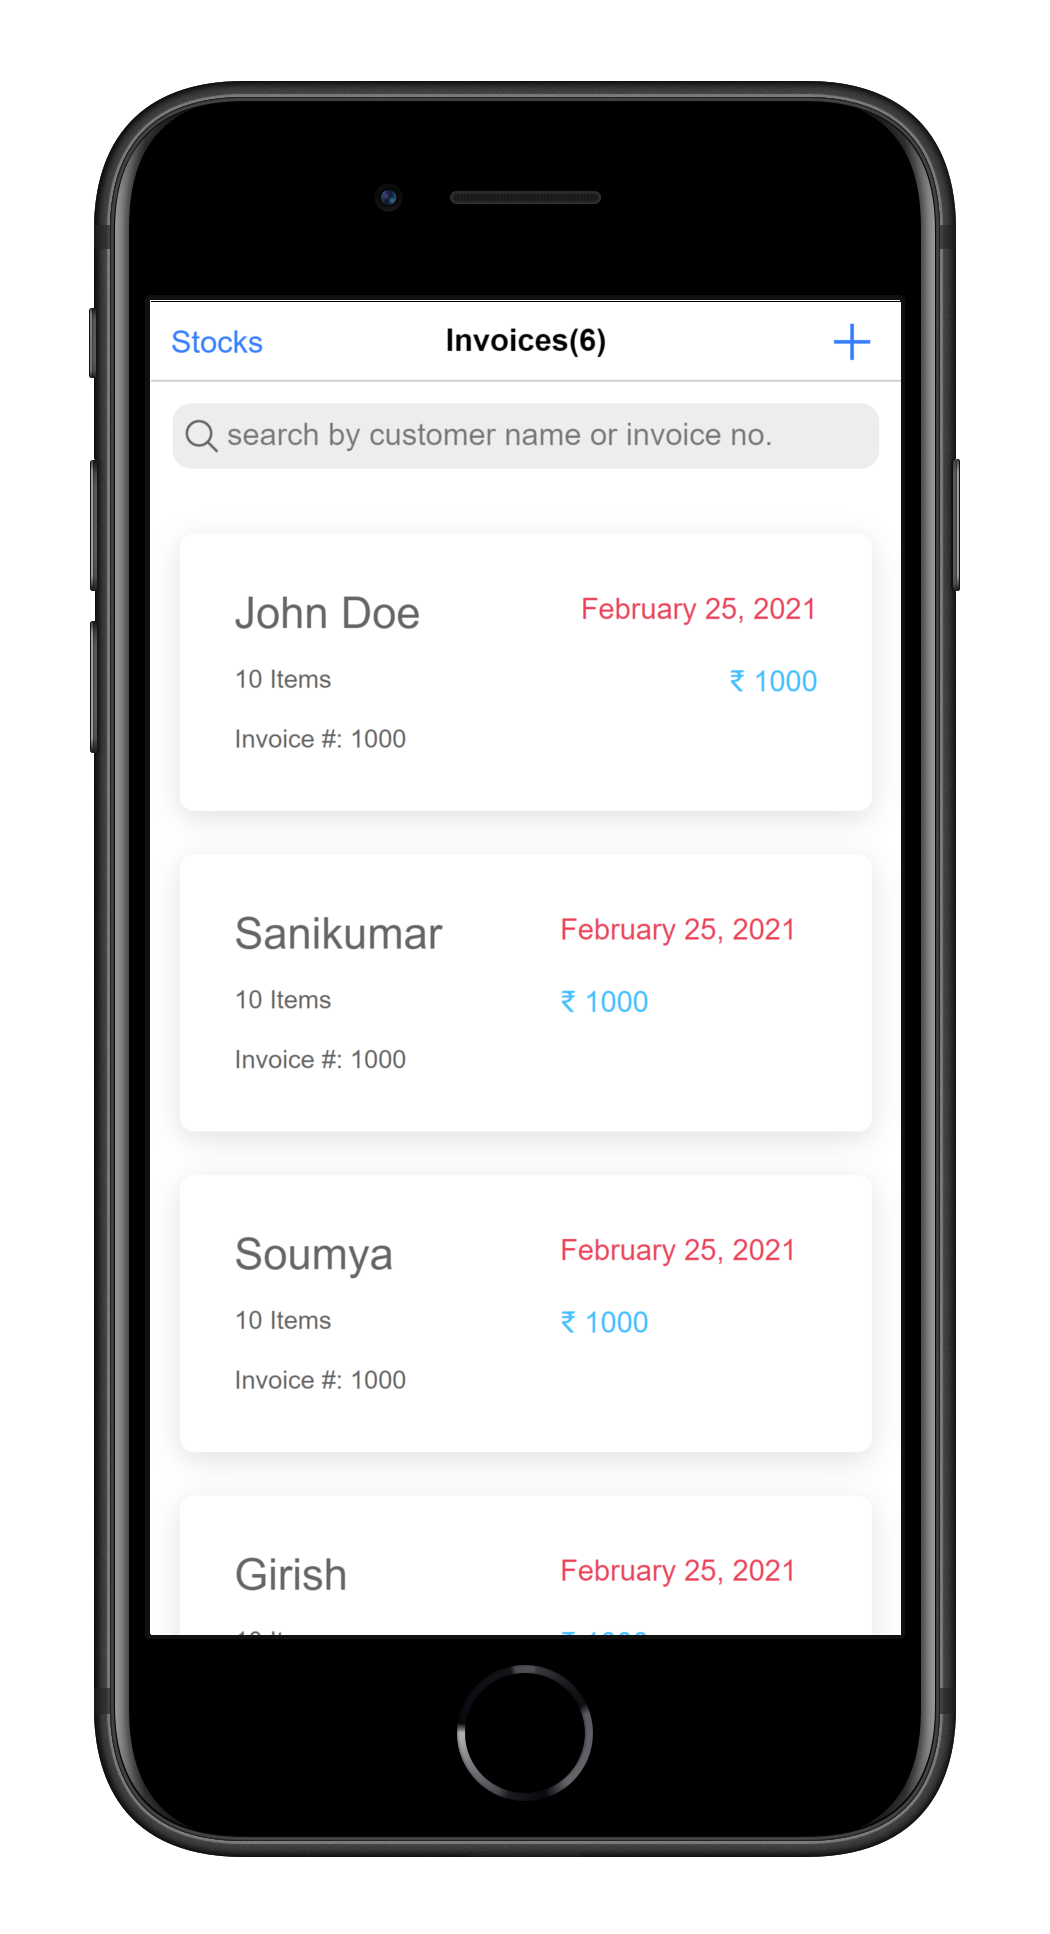 Stocks
Invoices(6)
search by customer name or invoice no.
John Doe
February 25, 2021
10 Items
₹ 1000
Invoice #: 1000
Sanikumar
February 25, 2021
10 Items
₹ 1000
Invoice #: 1000
Soumya
February 25, 2021
10 Items
₹ 1000
Invoice #: 1000
Girish
February 25, 2021